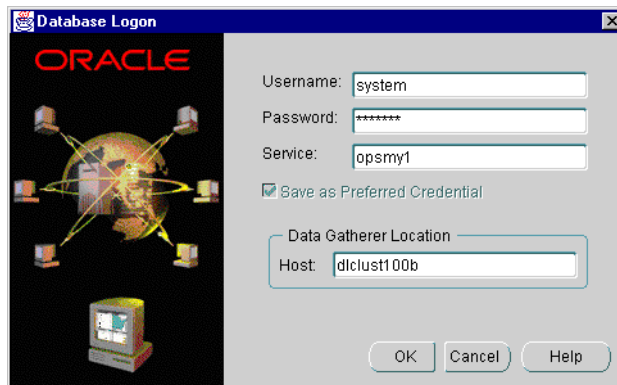 Database Logon
ORACLE
Username: system
Password: *******
Service: opsmy1
Save as Preferred Credential
Data Gatherer Location
Host: dlclust100b
OK Cancel Help